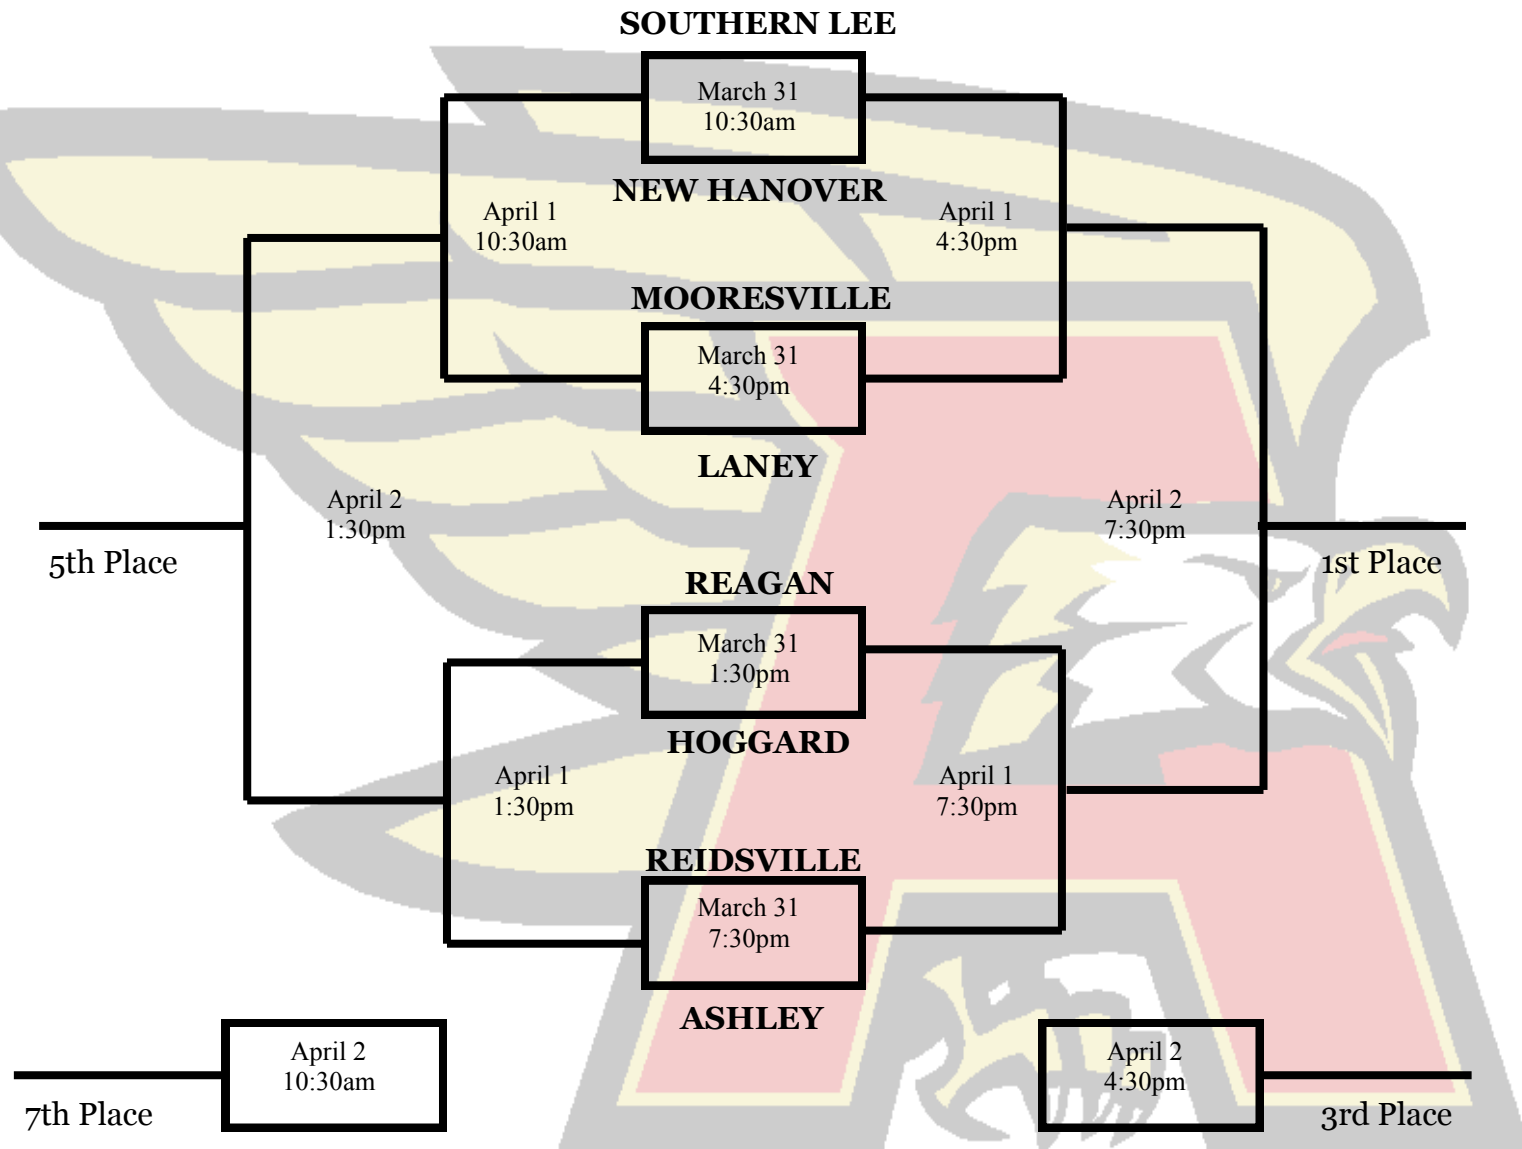 SOUTHERN LEE
March 31
10:30am
NEW HANOVER
April 1
10:30am
April 1
4:30pm
MOORESVILLE
March 31
4:30pm
LANEY
April 2
1:30pm
April 2
7:30pm
5th Place
1st Place
REAGAN
March 31
1:30pm
HOGGARD
April 1
1:30pm
April 1
7:30pm
REIDSVILLE
March 31
7:30pm
ASHLEY
April 2
10:30am
April 2
4:30pm
7th Place
3rd Place